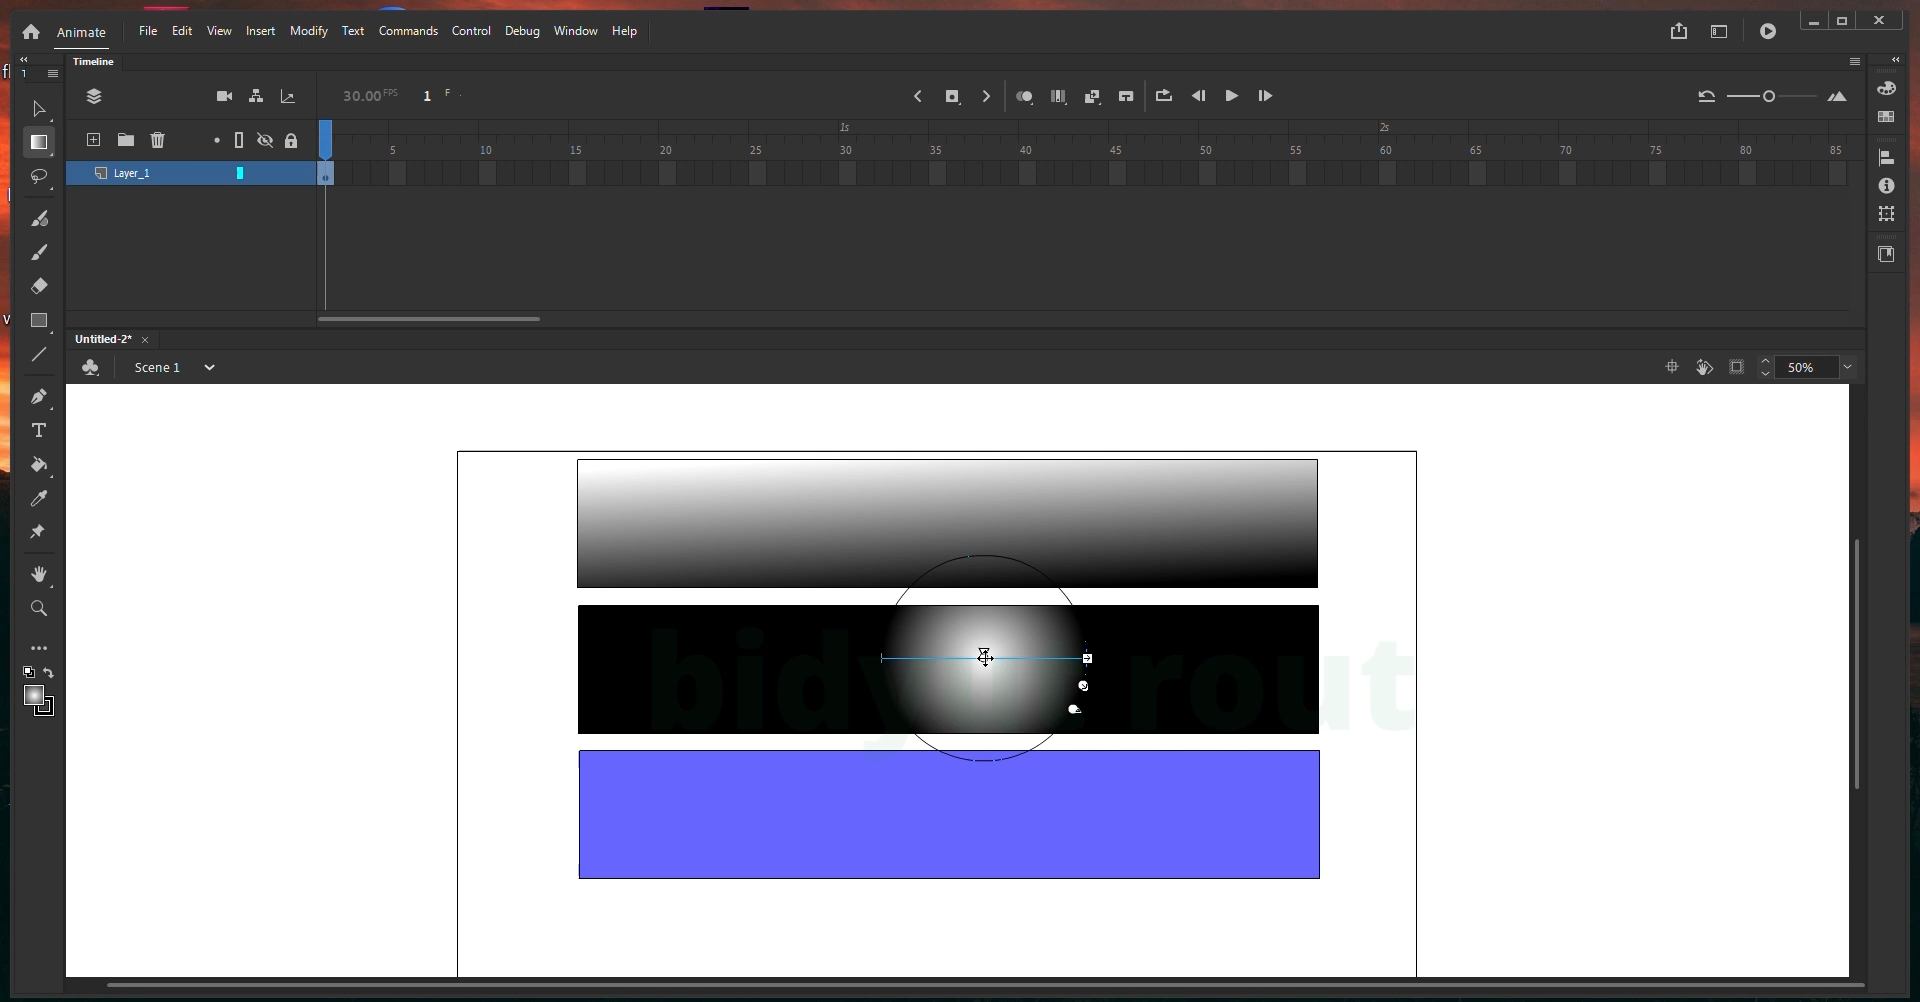 Animate File Edit View Insert Modify Text Commands Control Debug Window Help
Timeline
30.00 FPS 1 F
1s 2s
5 10 15 20 25 30 35 40 45 50 55 60 65 70 75 80 85
Layer_1
Untitled-2* ×
Scene 1 50%